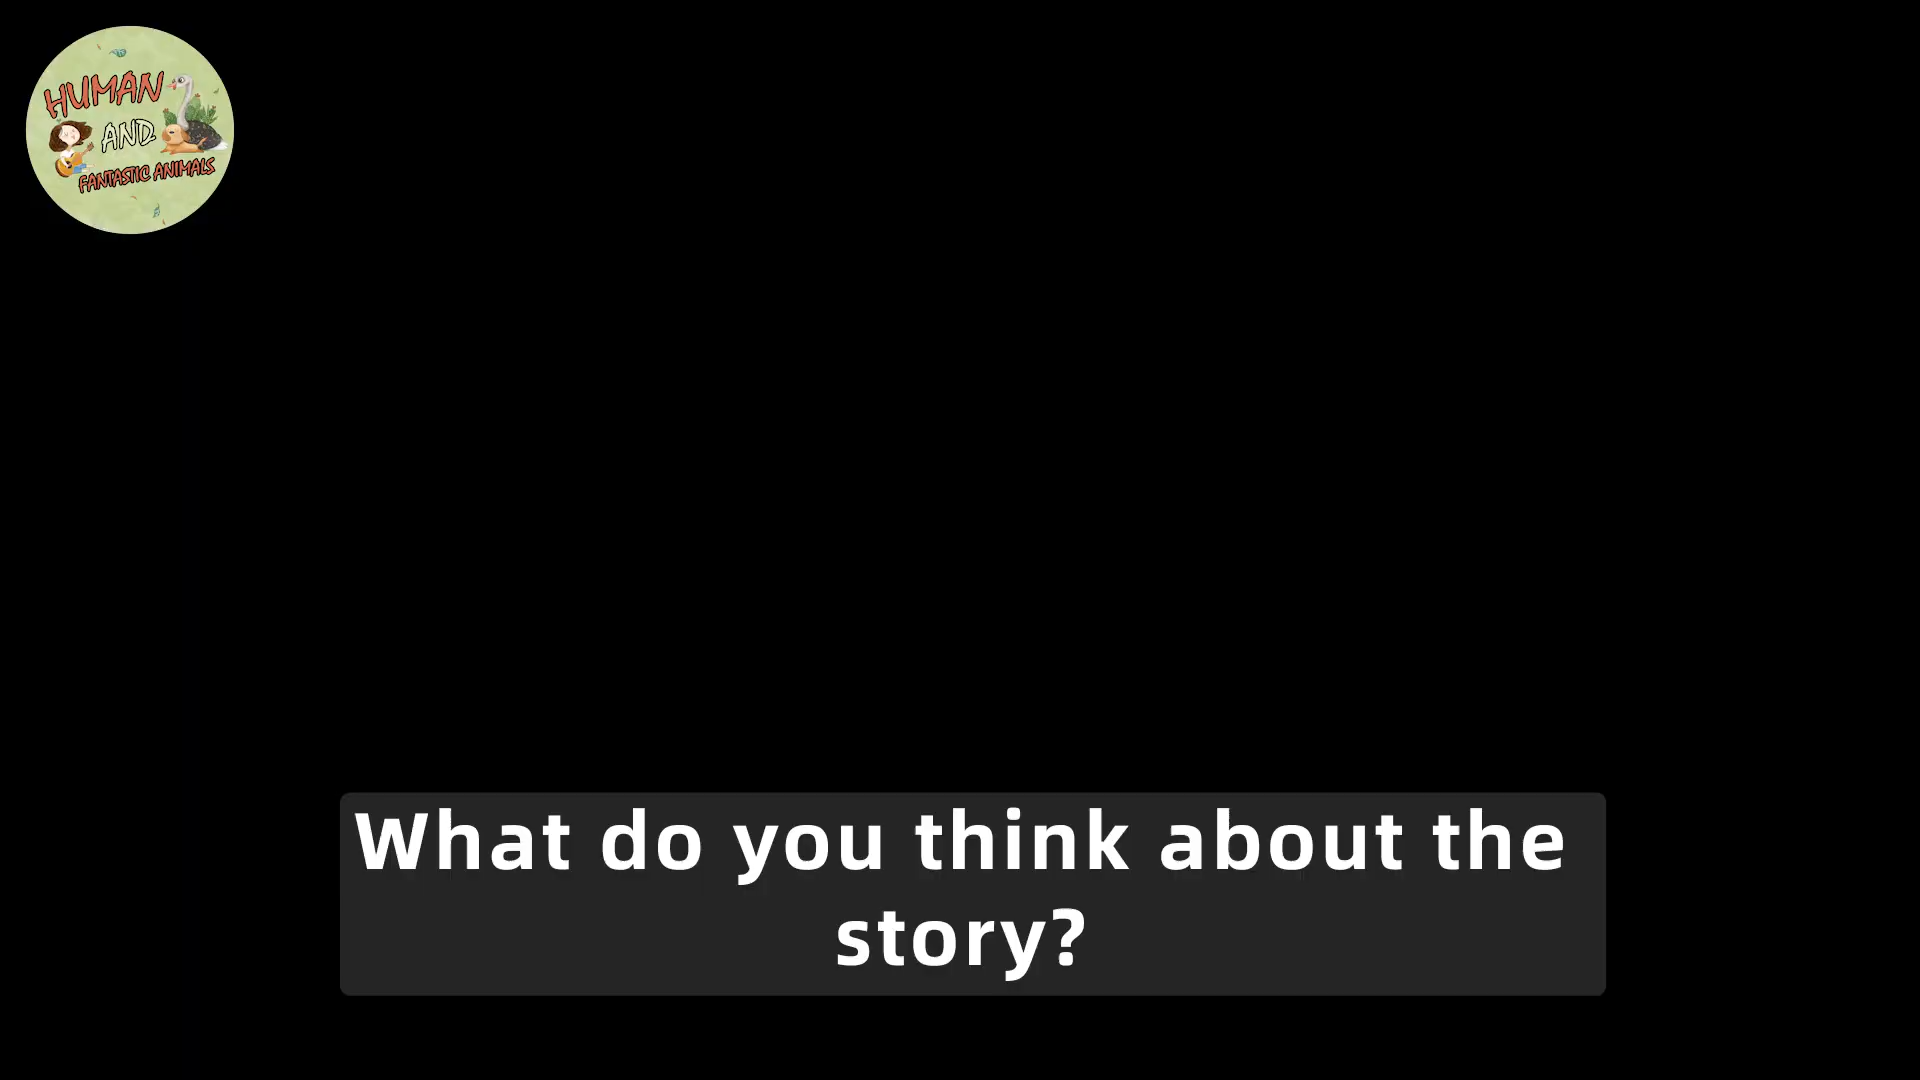 HUMAN
AND
FANTASTIC ANIMALS
What do you think about the
story?